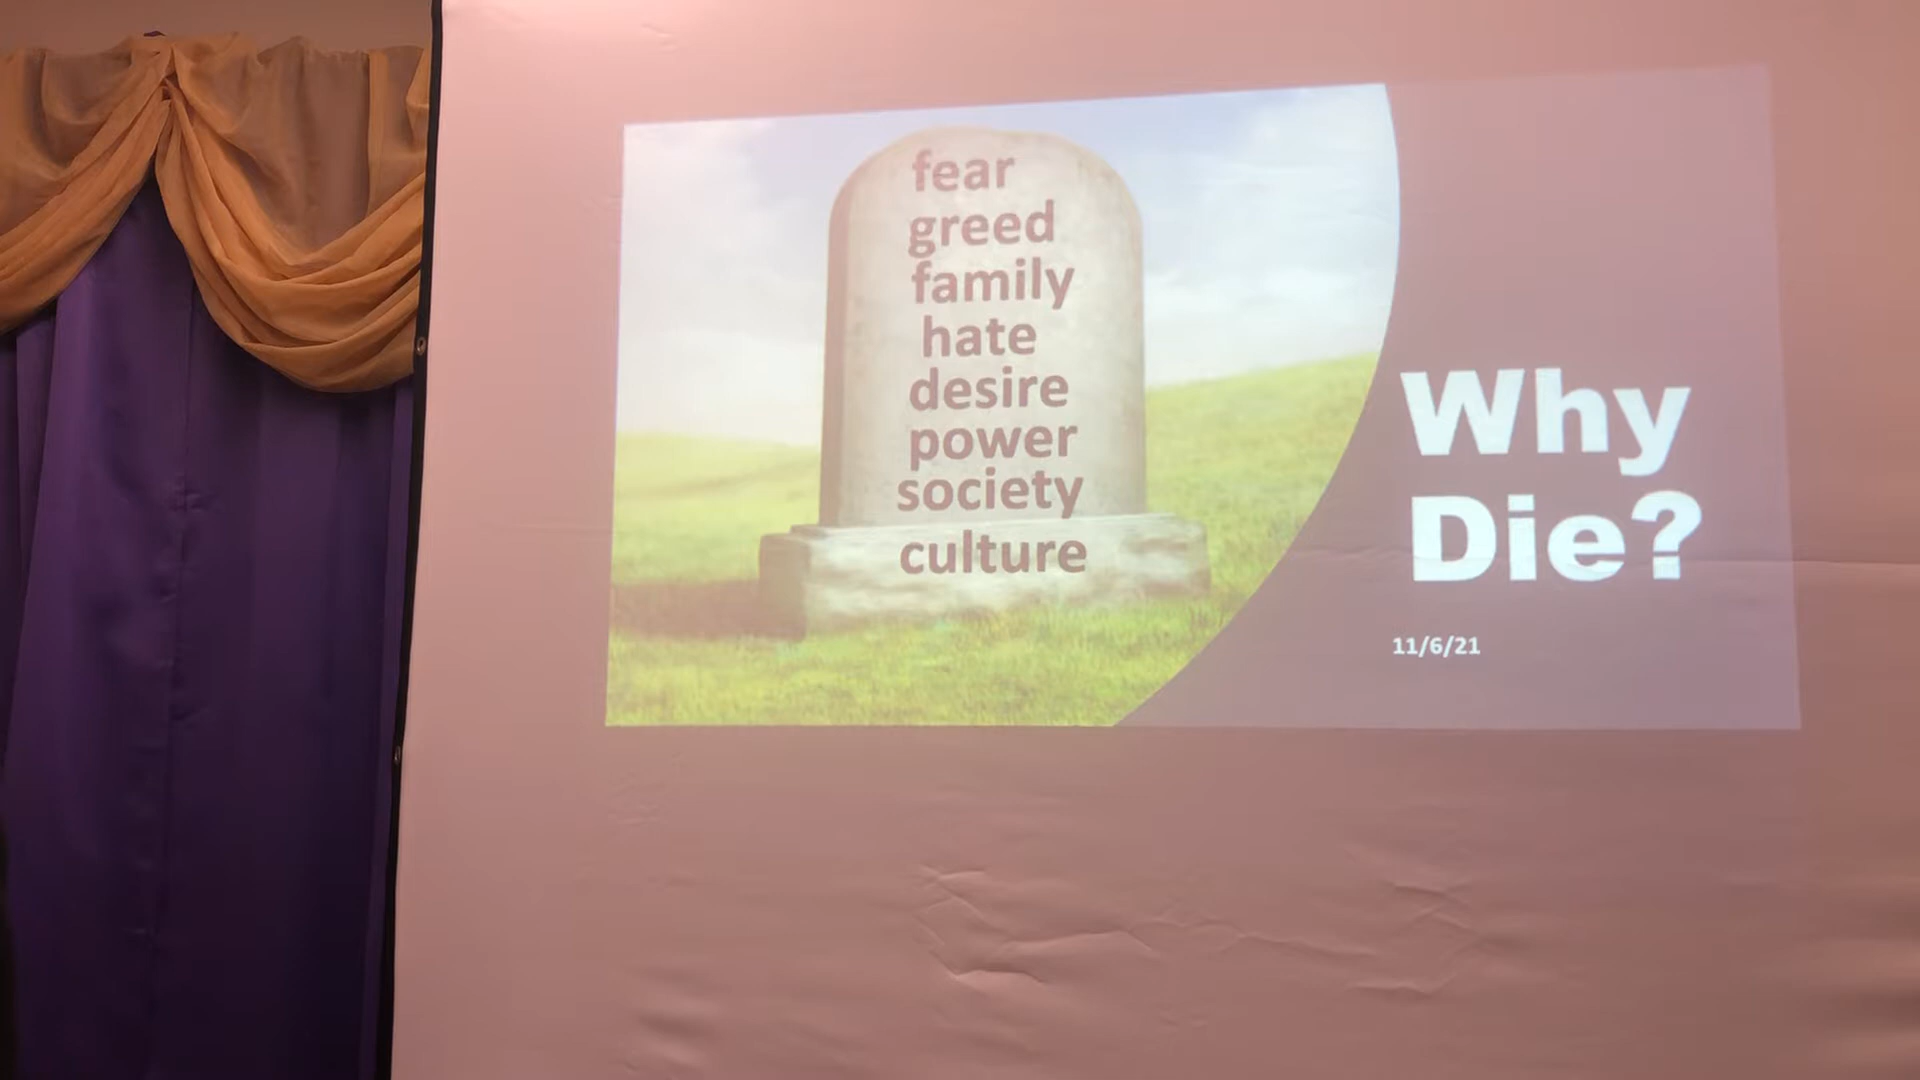 fear
greed
family
hate
desire
power
society
culture
Why
Die?
11/6/21